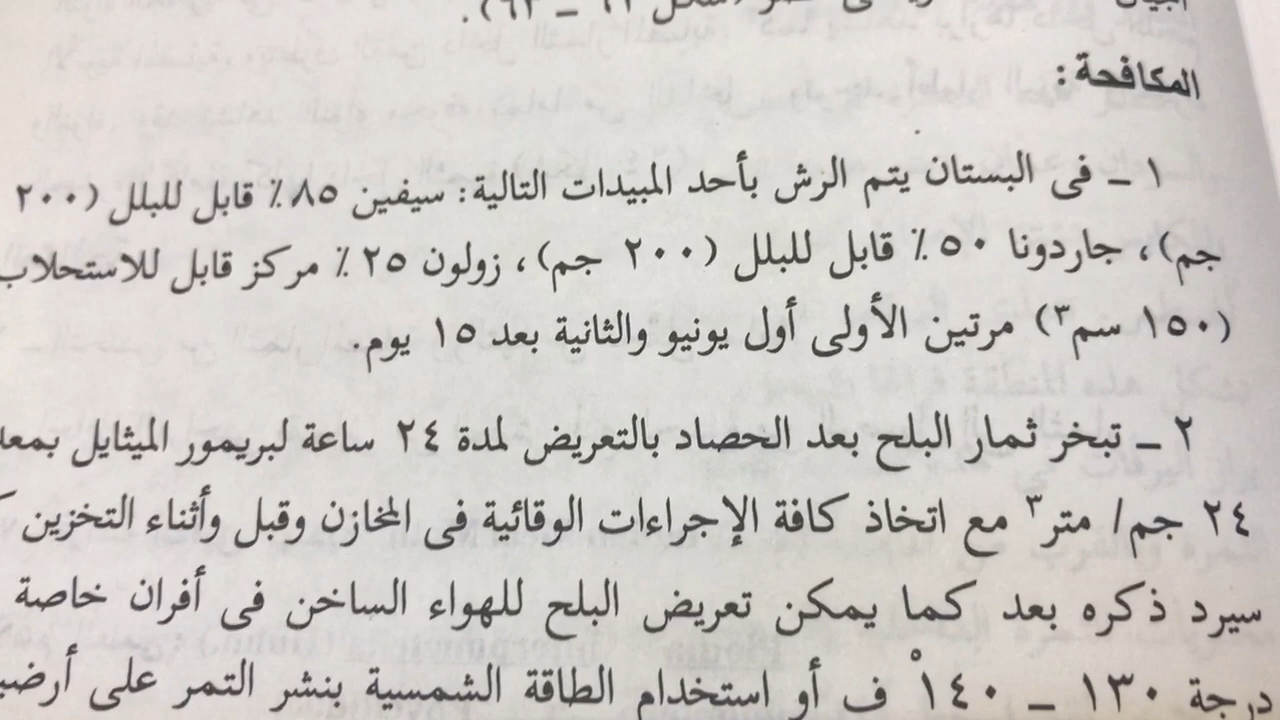 المكافحة:
١ ـ فى البستان يتم الرش بأحد المبيدات التالية: سيفين ٨٥٪ قابل للبلل (٢٠٠
جم)، جاردونا ٥٠٪ قابل للبلل (٢٠٠ جم)، زولون ٢٥٪ مركز قابل للاستحلاب
(١٥٠ سم٣) مرتين الأولى أول يونيو والثانية بعد ١٥ يوم.
٢ ـ تبخر ثمار البلح بعد الحصاد بالتعريض لمدة ٢٤ ساعة لبريمور الميثايل
٢٤ جم/ متر٣ مع اتخاذ كافة الإجراءات الوقائية فى المخازن وقبل وأثناء التخزين
سيرد ذكره بعد كما يمكن تعريض البلح للهواء الساخن فى أفران خاصة
درجة ١٣٠ ـ ١٤٠ْ ف أو استخدام الطاقة الشمسية بنشر التمر على